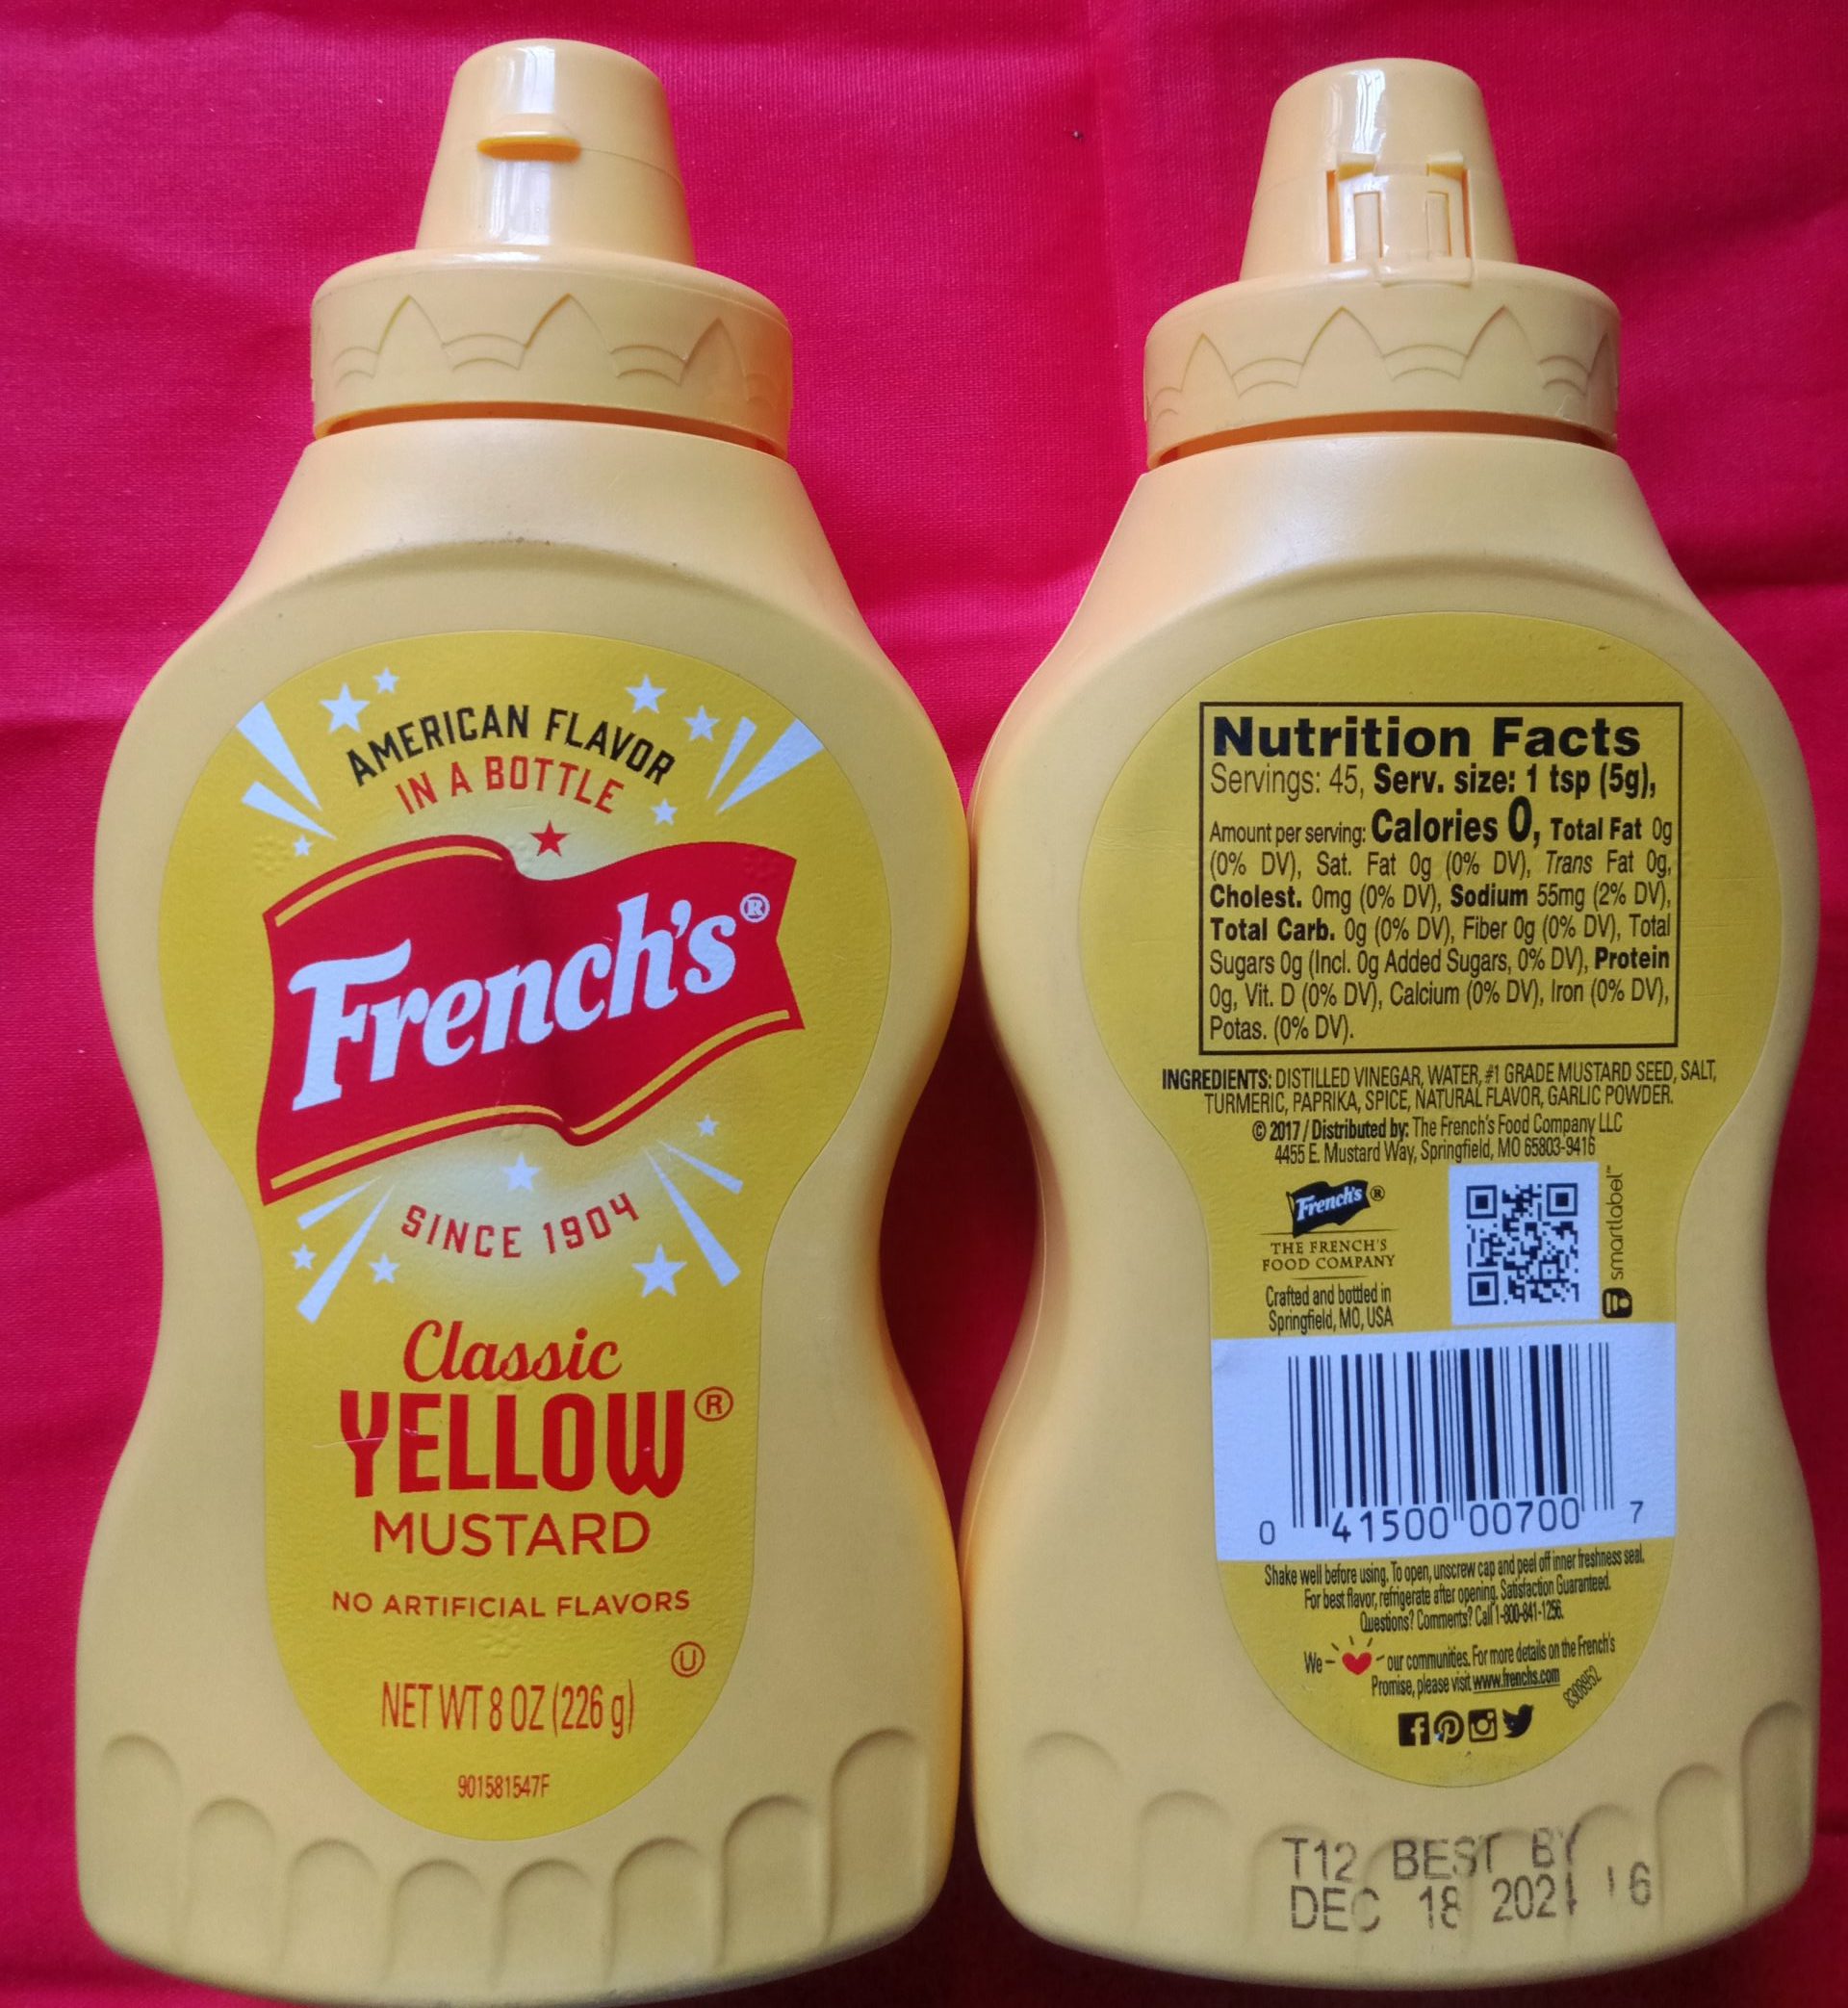 AMERICAN FLAVOR
IN A BOTTLE
French's®
SINCE 1904
Classic
YELLOW®
MUSTARD
NO ARTIFICIAL FLAVORS
U
NET WT 8 OZ (226 g)
901581547F
Nutrition Facts
Servings: 45, Serv. size: 1 tsp (5g),
Amount per serving: Calories 0, Total Fat 0g
(0% DV), Sat. Fat 0g (0% DV), Trans Fat 0g,
Cholest. 0mg (0% DV), Sodium 55mg (2% DV),
Total Carb. 0g (0% DV), Fiber 0g (0% DV), Total
Sugars 0g (Incl. 0g Added Sugars, 0% DV), Protein
0g, Vit. D (0% DV), Calcium (0% DV), Iron (0% DV),
Potas. (0% DV).
INGREDIENTS: DISTILLED VINEGAR, WATER, #1 GRADE MUSTARD SEED, SALT,
TURMERIC, PAPRIKA, SPICE, NATURAL FLAVOR, GARLIC POWDER.
© 2017 / Distributed by: The French's Food Company LLC
4455 E. Mustard Way, Springfield, MO 65803-9416
French's®
THE FRENCH'S
FOOD COMPANY
Crafted and bottled in
Springfield, MO, USA
smartlabel™
0 41500 00700 7
Shake well before using. To open, unscrew cap and peel off inner freshness seal.
For best flavor, refrigerate after opening. Satisfaction Guaranteed.
Questions? Comments? Call 1-800-841-1256.
We our communities. For more details on the French's
Promise, please visit www.frenchs.com
8308952
T12 BEST BY
DEC 18 2021 16